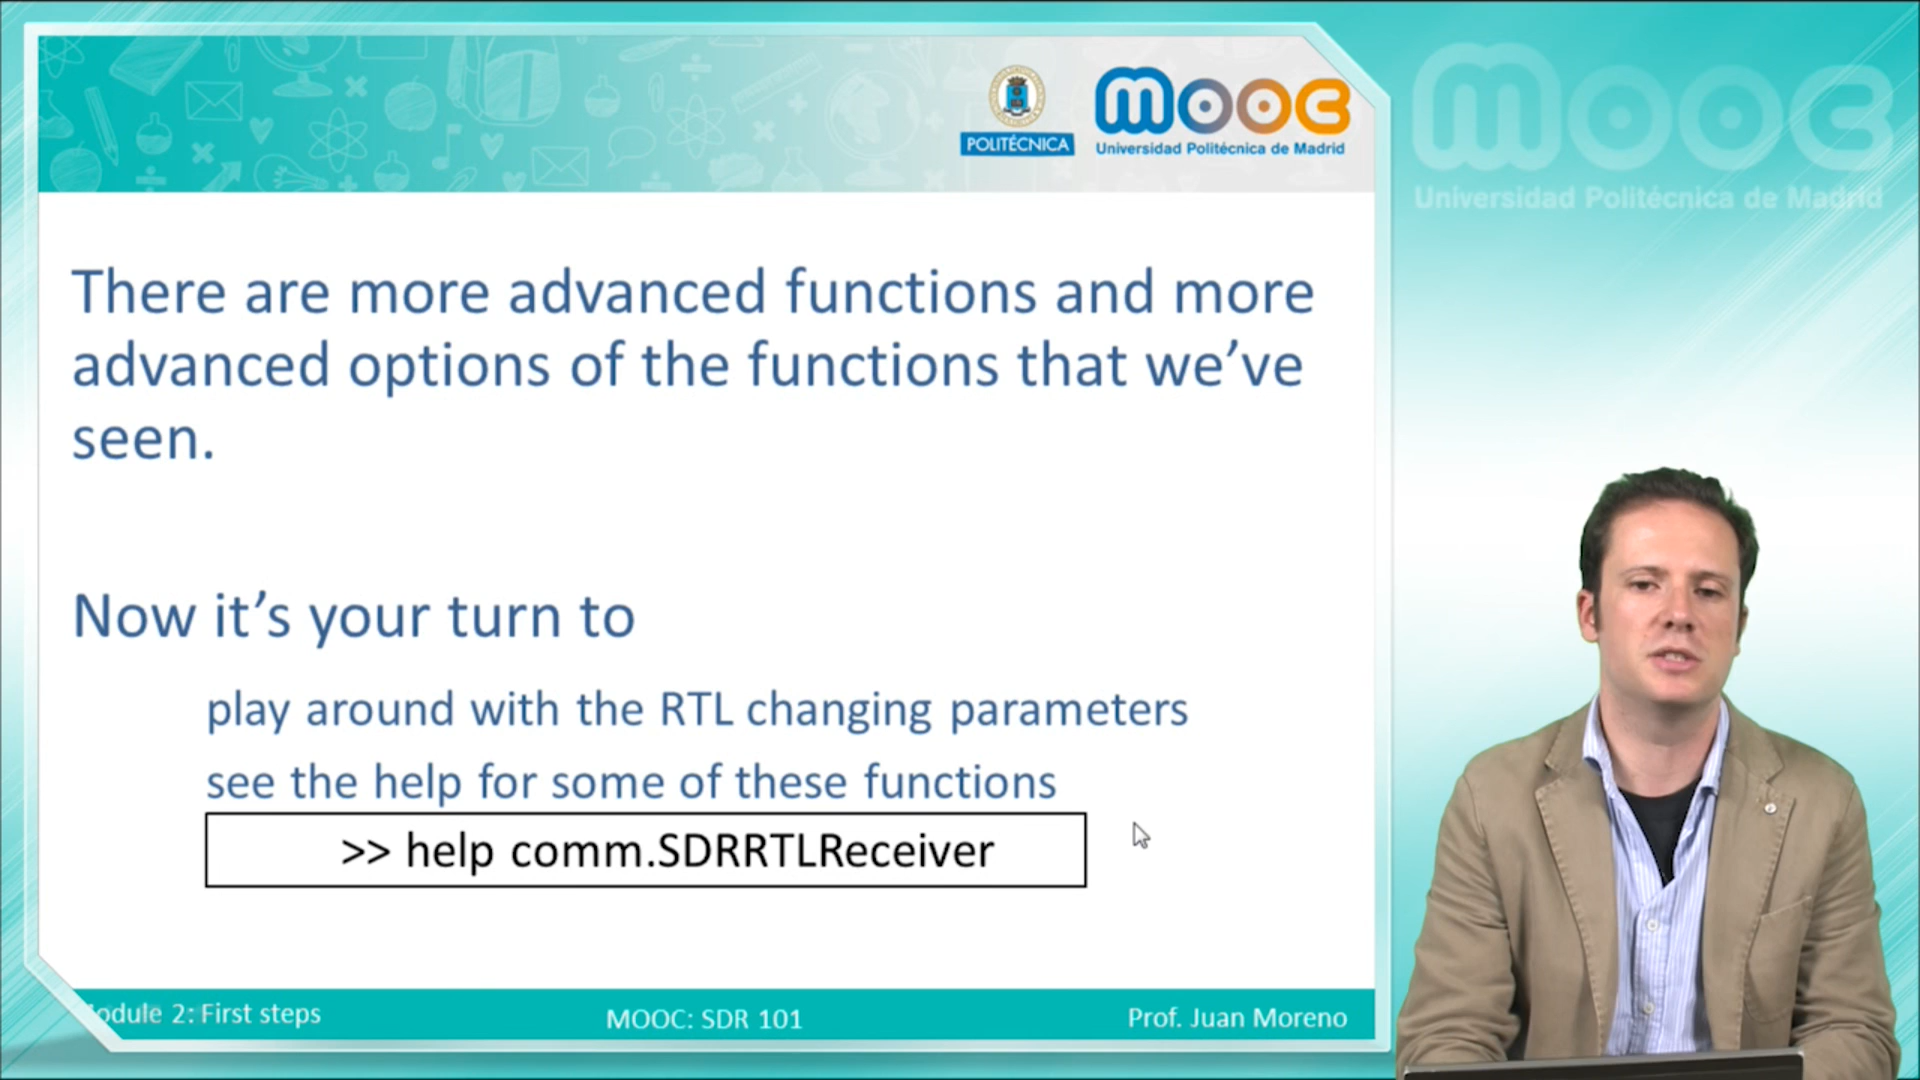 POLITÉCNICA
mooc
Universidad Politécnica de Madrid
mooc
Universidad Politécnica de Madrid
There are more advanced functions and more
advanced options of the functions that we’ve
seen.
Now it’s your turn to
play around with the RTL changing parameters
see the help for some of these functions
>> help comm.SDRRTLReceiver
odule 2: First steps
MOOC: SDR 101
Prof. Juan Moreno